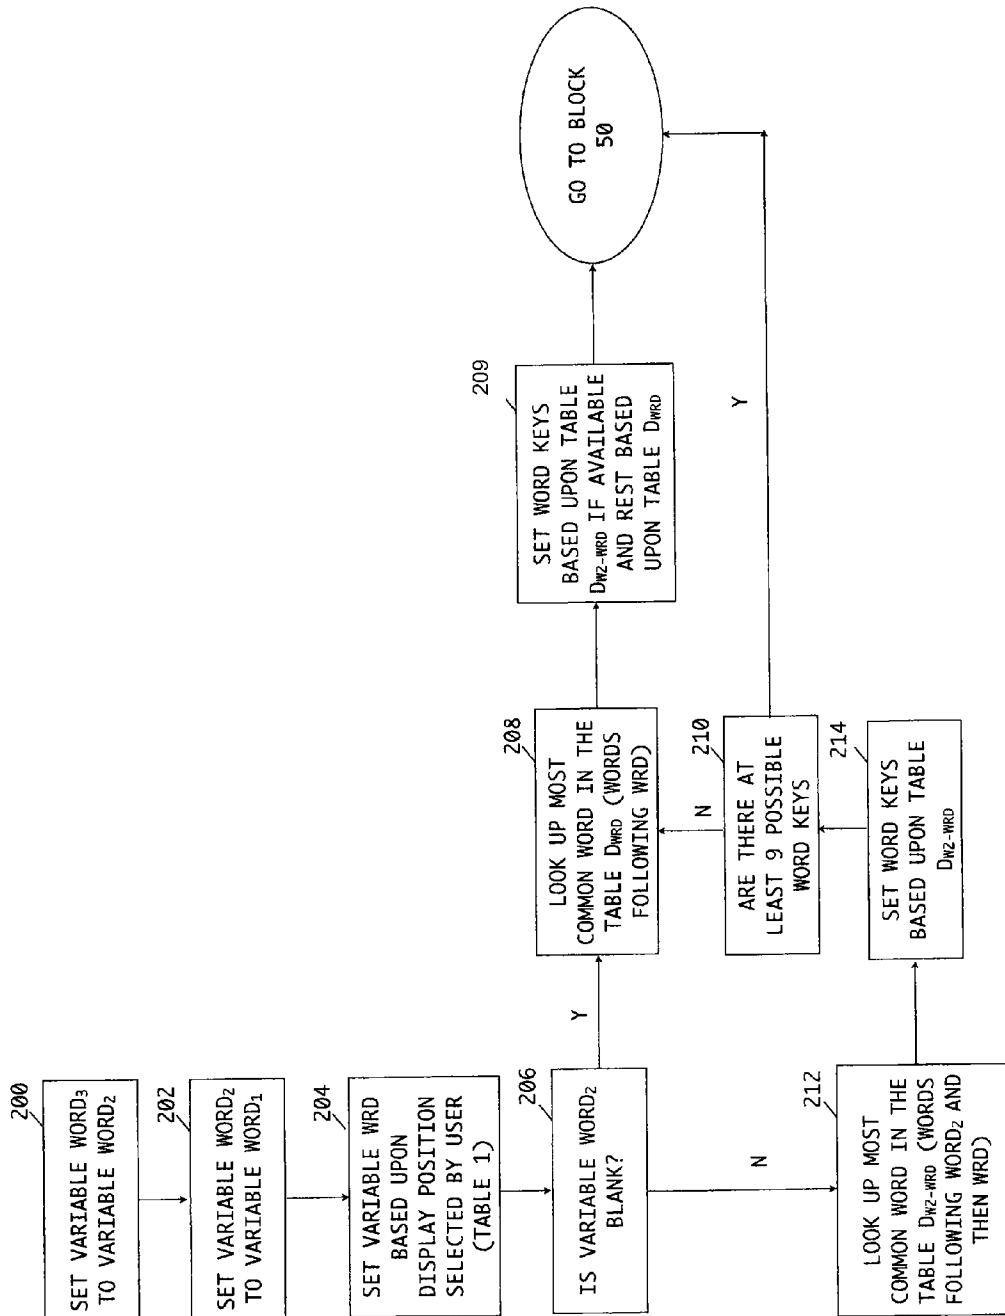 200
SET VARIABLE WORD₃
TO VARIABLE WORD₂
202
SET VARIABLE WORD₂
TO VARIABLE WORD₁
204
SET VARIABLE WRD
BASED UPON
DISPLAY POSITION
SELECTED BY USER
(TABLE 1)
206
IS VARIABLE WORD₂
BLANK?
Y
N
208
LOOK UP MOST
COMMON WORD IN THE
TABLE DWRD (WORDS
FOLLOWING WRD)
209
SET WORD KEYS
BASED UPON TABLE
DW2-WRD IF AVAILABLE
AND REST BASED
UPON TABLE DWRD
GO TO BLOCK
50
N
210
ARE THERE AT
LEAST 9 POSSIBLE
WORD KEYS
Y
212
LOOK UP MOST
COMMON WORD IN THE
TABLE DW2-WRD (WORDS
FOLLOWING WORD₂ AND
THEN WRD)
214
SET WORD KEYS
BASED UPON TABLE
DW2-WRD